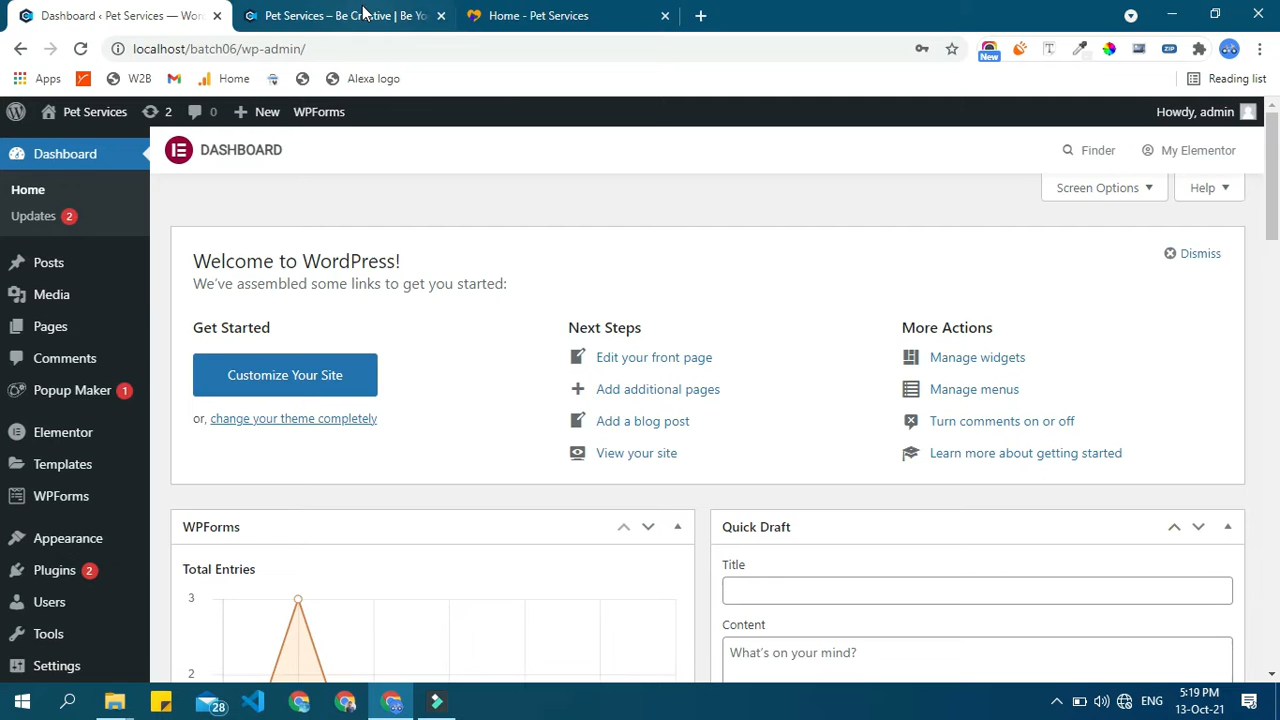 Dashboard ‹ Pet Services — Wor
Pet Services – Be Creative | Be Yo
Home - Pet Services
localhost/batch06/wp-admin/
New
ZIP
Apps
W2B
Home
Alexa logo
Reading list
Pet Services
2
0
New
WPForms
Howdy, admin
Dashboard
DASHBOARD
Finder
My Elementor
Home
Updates 2
Screen Options
Help
Posts
Media
Pages
Comments
Popup Maker 1
Elementor
Templates
WPForms
Appearance
Plugins 2
Users
Tools
Settings
Welcome to WordPress!
We've assembled some links to get you started:
Dismiss
Get Started
Customize Your Site
or, change your theme completely
Next Steps
Edit your front page
Add additional pages
Add a blog post
View your site
More Actions
Manage widgets
Manage menus
Turn comments on or off
Learn more about getting started
WPForms
Total Entries
3
2
Quick Draft
Title
Content
What's on your mind?
28
ENG
5:19 PM
13-Oct-21